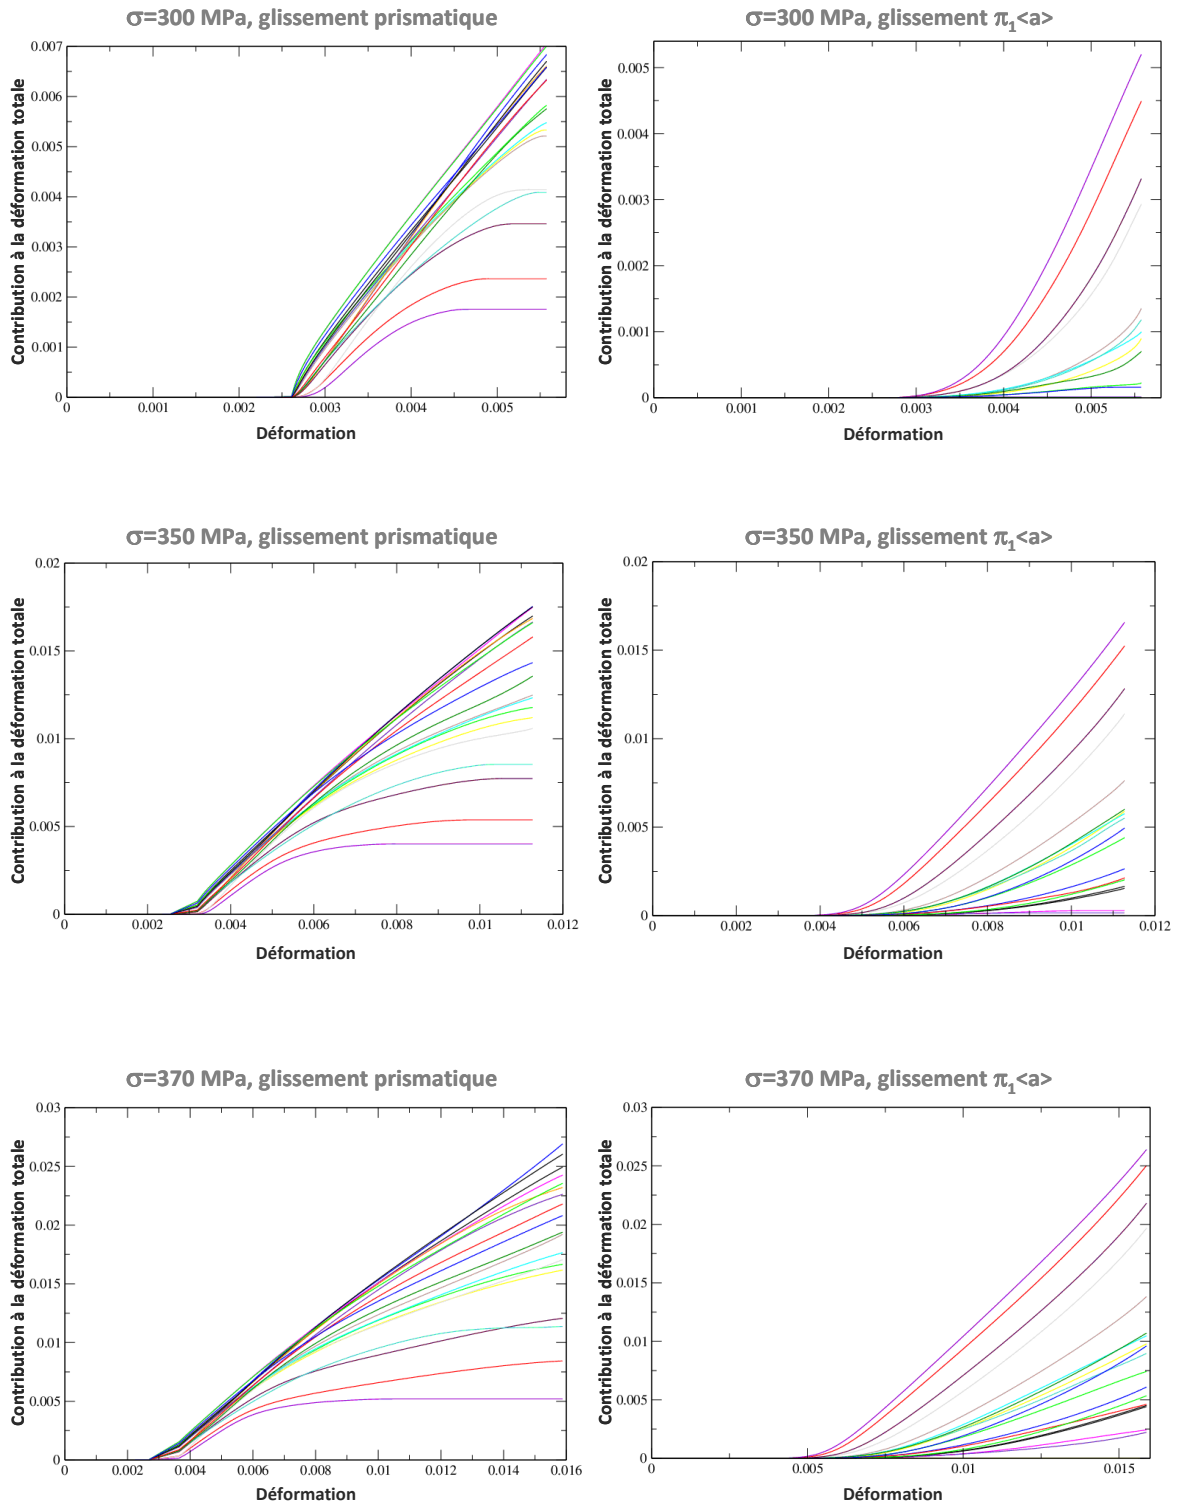 σ=300 MPa, glissement prismatique
Contribution à la déformation totale
0.007
0.006
0.005
0.004
0.003
0.002
0.001
0
0 0.001 0.002 0.003 0.004 0.005
Déformation
σ=300 MPa, glissement π1<a>
Contribution à la déformation totale
0.005
0.004
0.003
0.002
0.001
0
0 0.001 0.002 0.003 0.004 0.005
Déformation
σ=350 MPa, glissement prismatique
Contribution à la déformation totale
0.02
0.015
0.01
0.005
0
0 0.002 0.004 0.006 0.008 0.01 0.012
Déformation
σ=350 MPa, glissement π1<a>
Contribution à la déformation totale
0.02
0.015
0.01
0.005
0
0 0.002 0.004 0.006 0.008 0.01 0.012
Déformation
σ=370 MPa, glissement prismatique
Contribution à la déformation totale
0.03
0.025
0.02
0.015
0.01
0.005
0
0 0.002 0.004 0.006 0.008 0.01 0.012 0.014 0.016
Déformation
σ=370 MPa, glissement π1<a>
Contribution à la déformation totale
0.03
0.025
0.02
0.015
0.01
0.005
0
0 0.005 0.01 0.015
Déformation